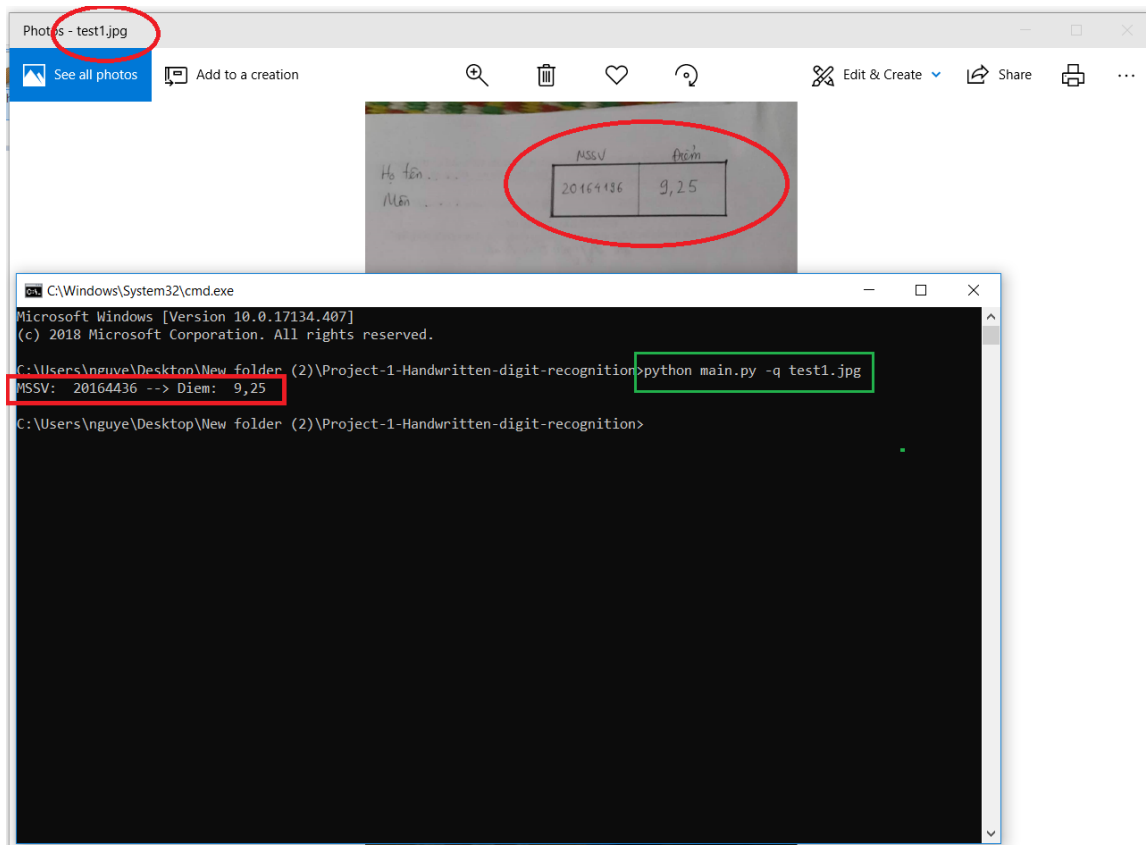 Photos - test1.jpg
See all photos
Add to a creation
Edit & Create
Share
MSSV Điểm
Họ tên . . . . . 20164196 9,25
Môn . . . .
C:\Windows\System32\cmd.exe
Microsoft Windows [Version 10.0.17134.407]
(c) 2018 Microsoft Corporation. All rights reserved.
C:\Users\nguye\Desktop\New folder (2)\Project-1-Handwritten-digit-recognition>python main.py -q test1.jpg
MSSV:  20164436 --> Diem:  9,25
C:\Users\nguye\Desktop\New folder (2)\Project-1-Handwritten-digit-recognition>